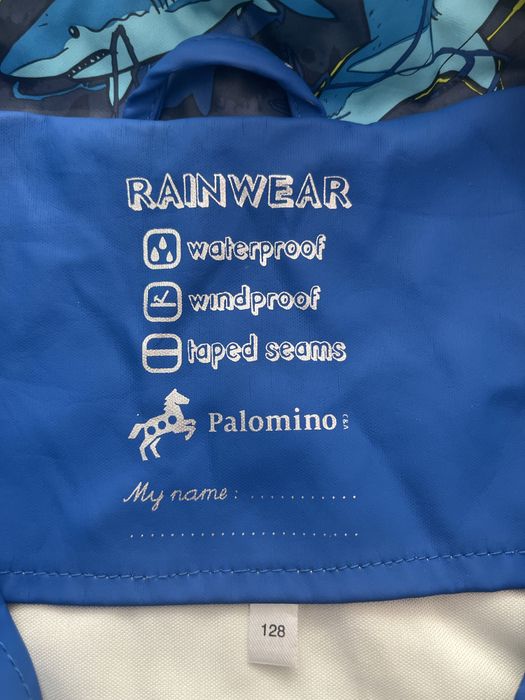 RAINWEAR
waterproof
windproof
taped seams
Palomino C&A
My name: ...........
.............................
128